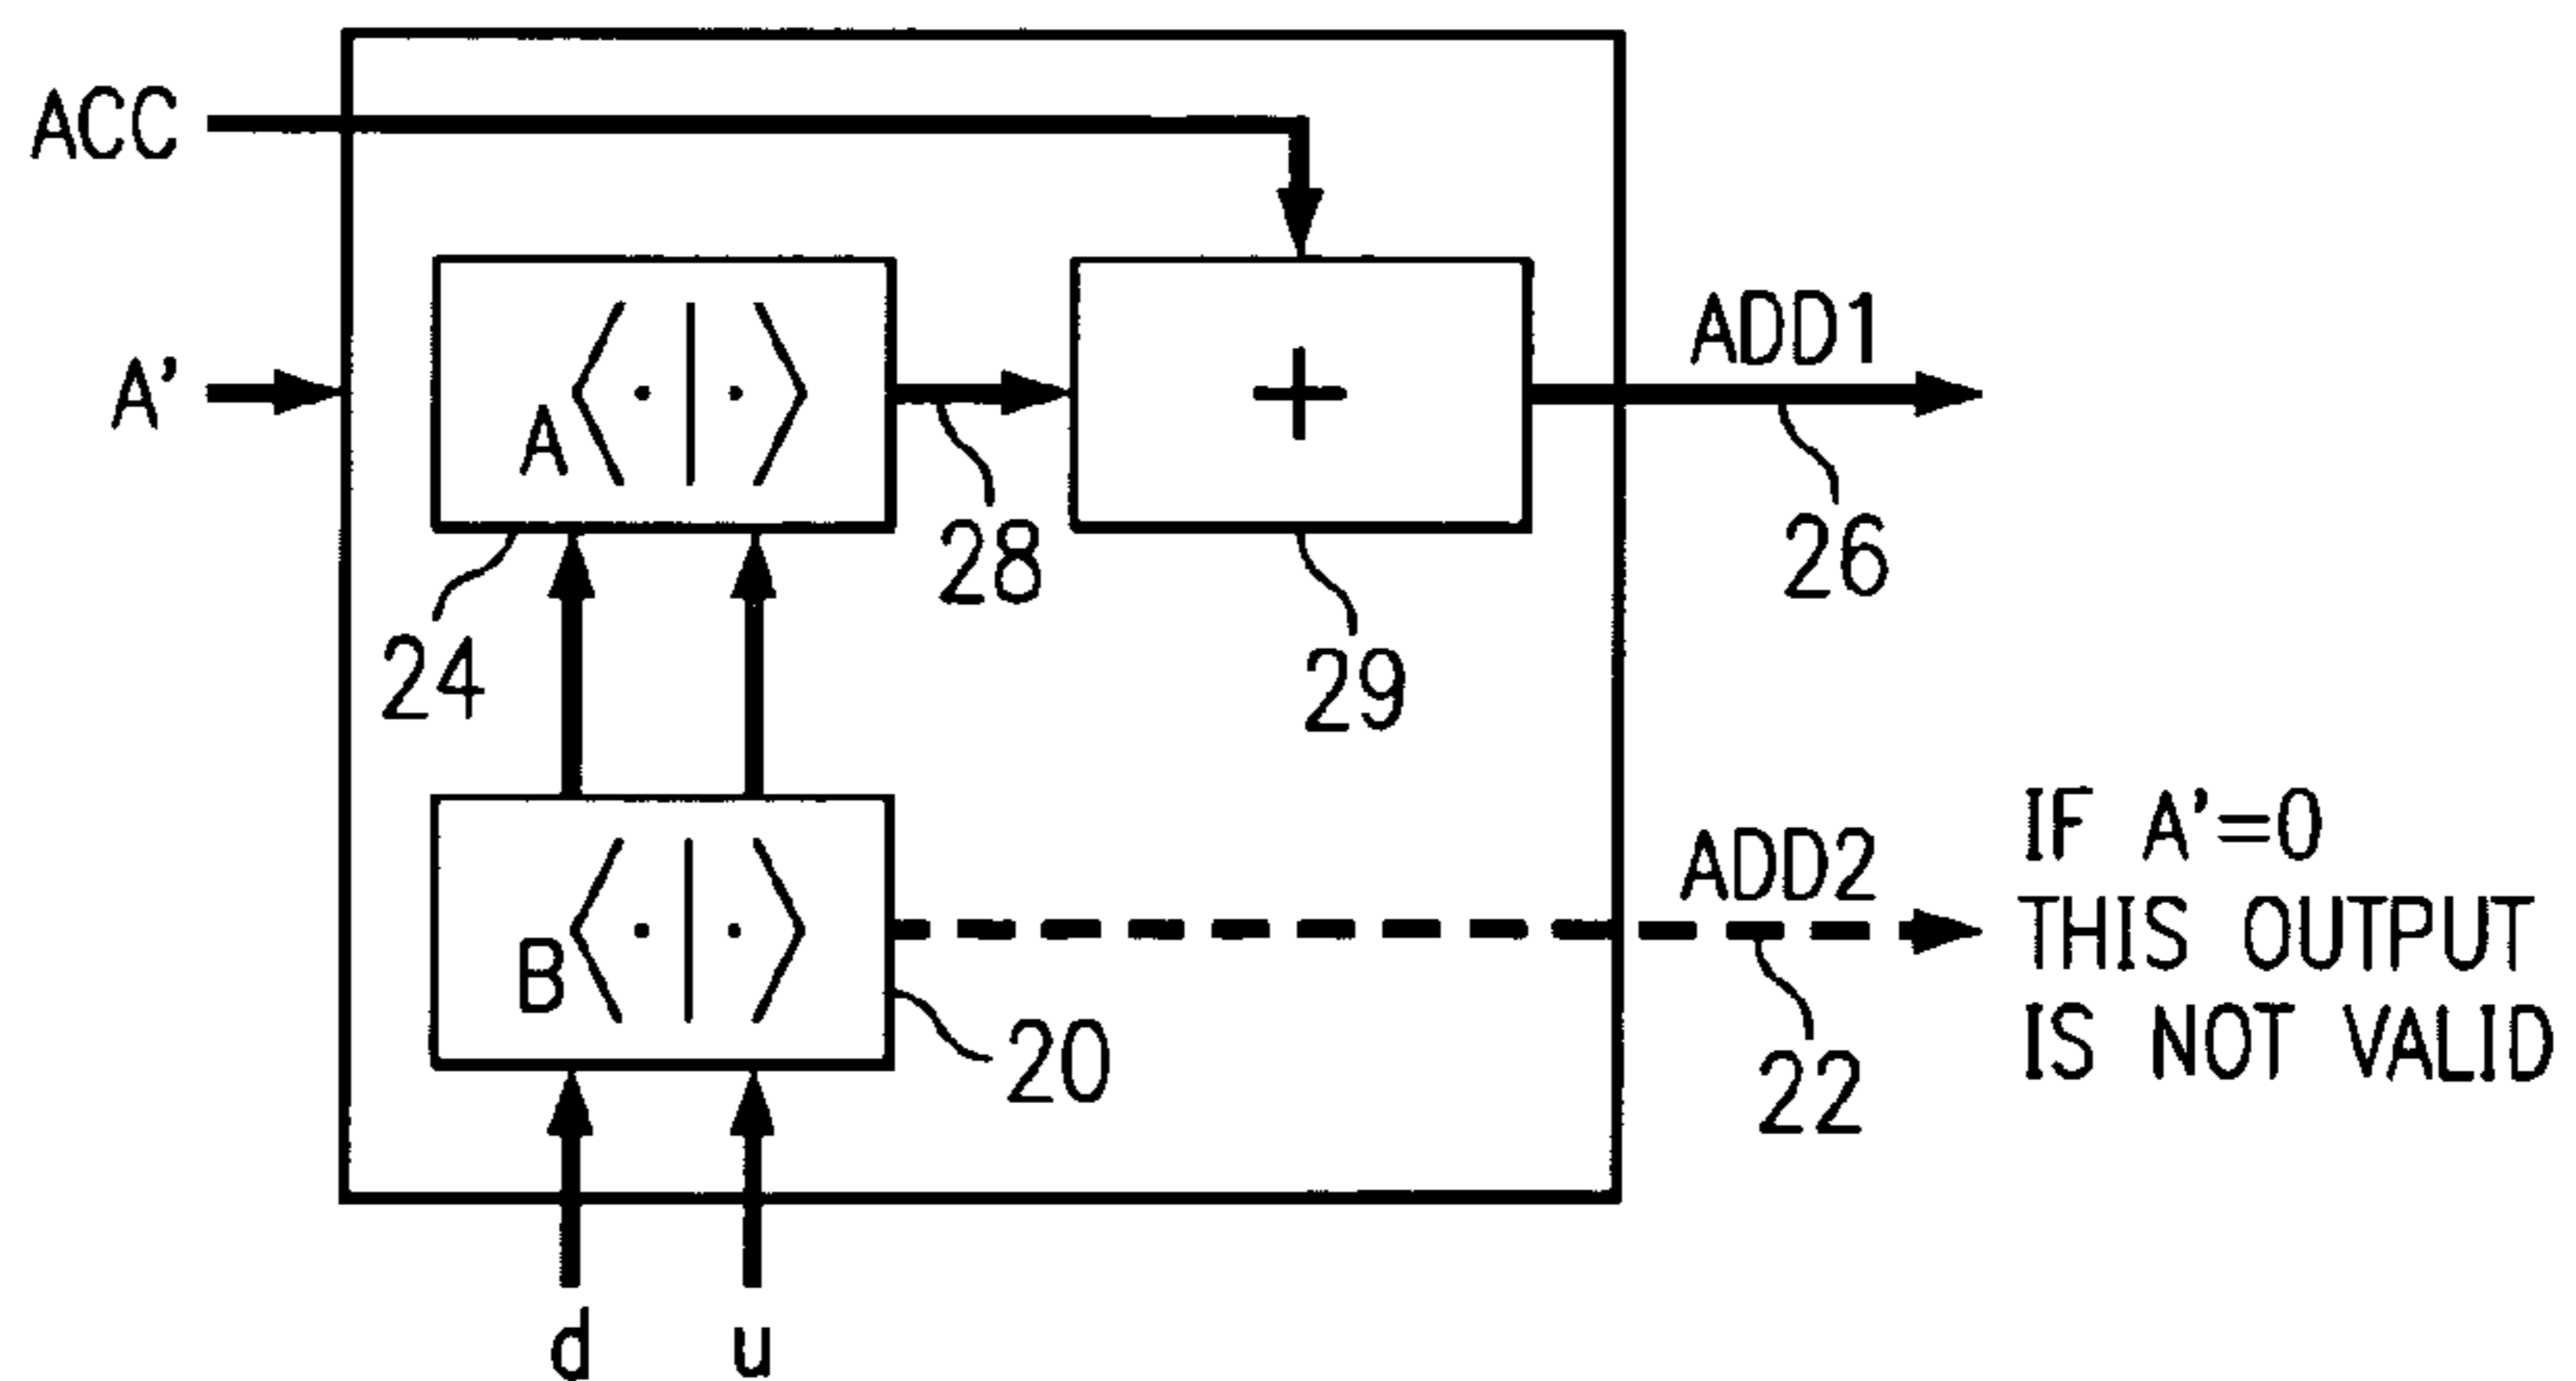 ACC
A'
A⟨·|·⟩
+
ADD1
28
26
24
29
B⟨·|·⟩
ADD2
IF A'=0
THIS OUTPUT
IS NOT VALID
20
22
d u